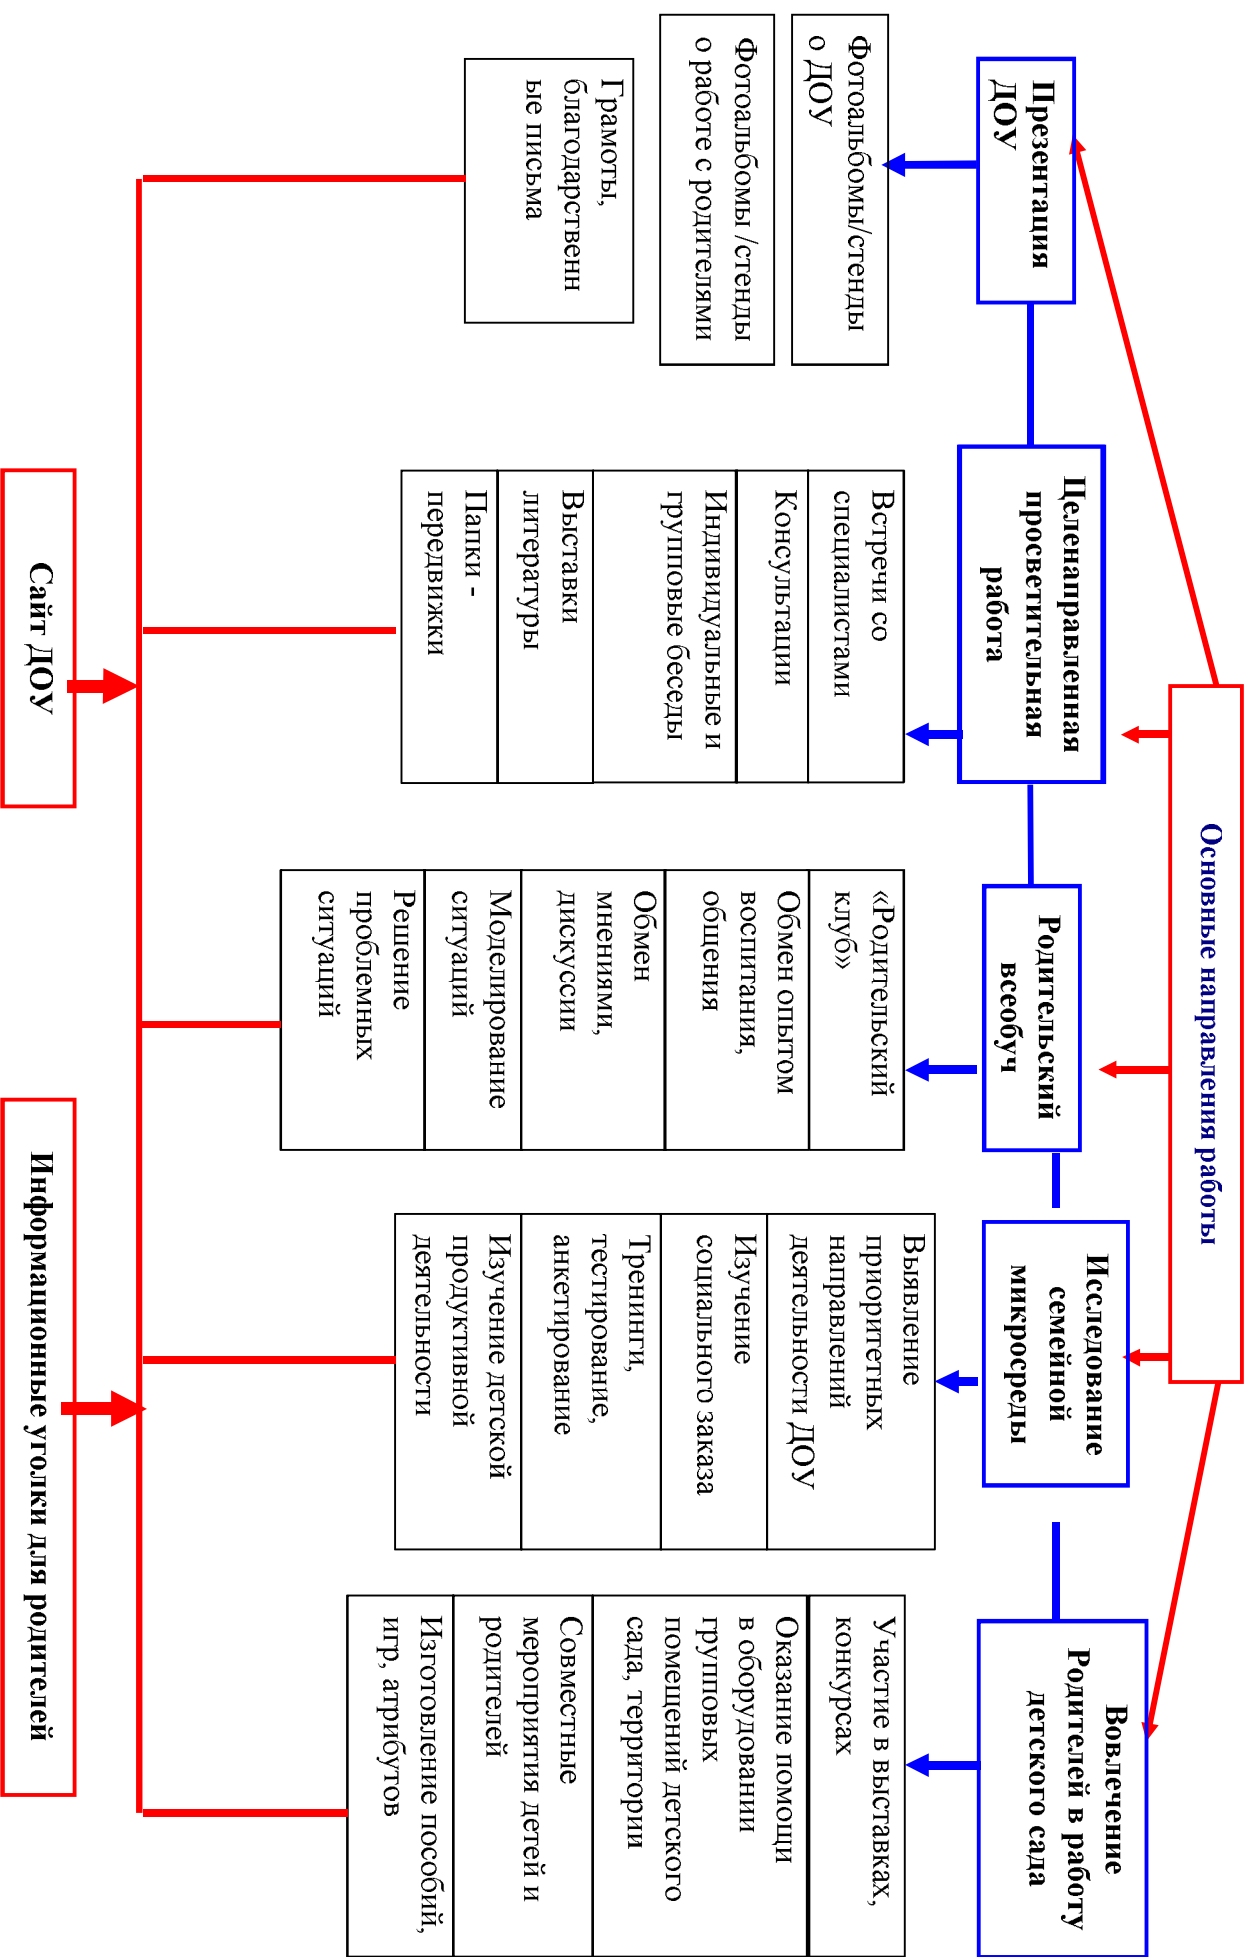 Основные направления работы
Презентация
ДОУ
Целенаправленная
просветительная
работа
Родительский
всеобуч
Исследование
семейной
микросреды
Вовлечение
Родителей в работу
детского сада
Фотоальбомы/стенды
о ДОУ
Фотоальбомы /стенды
о работе с родителями
Грамоты,
благодарственн
ые письма
Встречи со
специалистами
Консультации
Индивидуальные и
групповые беседы
Выставки
литературы
Папки -
передвижки
«Родительский
клуб»
Обмен опытом
воспитания,
общения
Обмен
мнениями,
дискуссии
Моделирование
ситуаций
Решение
проблемных
ситуаций
Выявление
приоритетных
направлений
деятельности ДОУ
Изучение
социального заказа
Тренинги,
тестирование,
анкетирование
Изучение детской
продуктивной
деятельности
Участие в выставках,
конкурсах
Оказание помощи
в оборудовании
групповых
помещений детского
сада, территории
Совместные
мероприятия детей и
родителей
Изготовление пособий,
игр, атрибутов
Сайт ДОУ
Информационные уголки для родителей